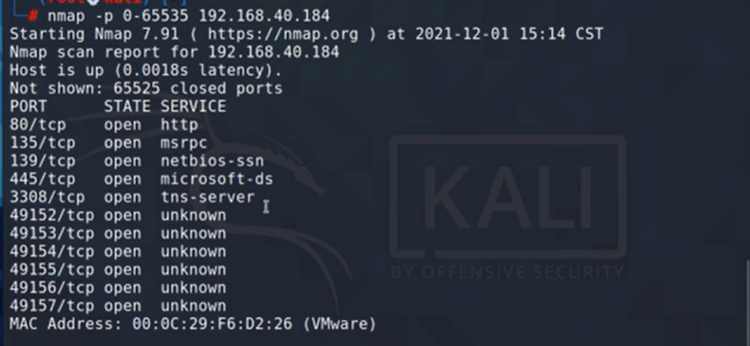 # nmap -p 0-65535 192.168.40.184
Starting Nmap 7.91 ( https://nmap.org ) at 2021-12-01 15:14 CST
Nmap scan report for 192.168.40.184
Host is up (0.0018s latency).
Not shown: 65525 closed ports
PORT STATE SERVICE
80/tcp open http
135/tcp open msrpc
139/tcp open netbios-ssn
445/tcp open microsoft-ds
3308/tcp open tns-server
49152/tcp open unknown
49153/tcp open unknown
49154/tcp open unknown
49155/tcp open unknown
49156/tcp open unknown
49157/tcp open unknown
MAC Address: 00:0C:29:F6:D2:26 (VMware)
KALI
BY OFFENSIVE SECURITY